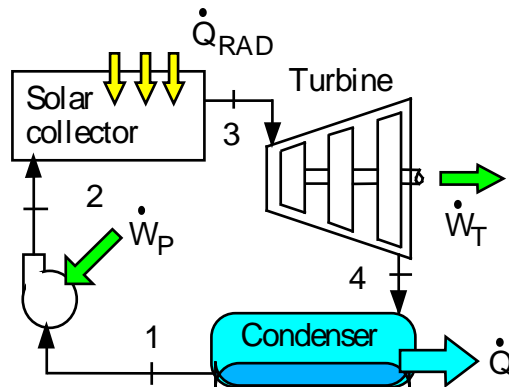 Q̇RAD
Turbine
Solar
collector
3
2
ẆP
ẆT
4
1
Condenser
Q̇